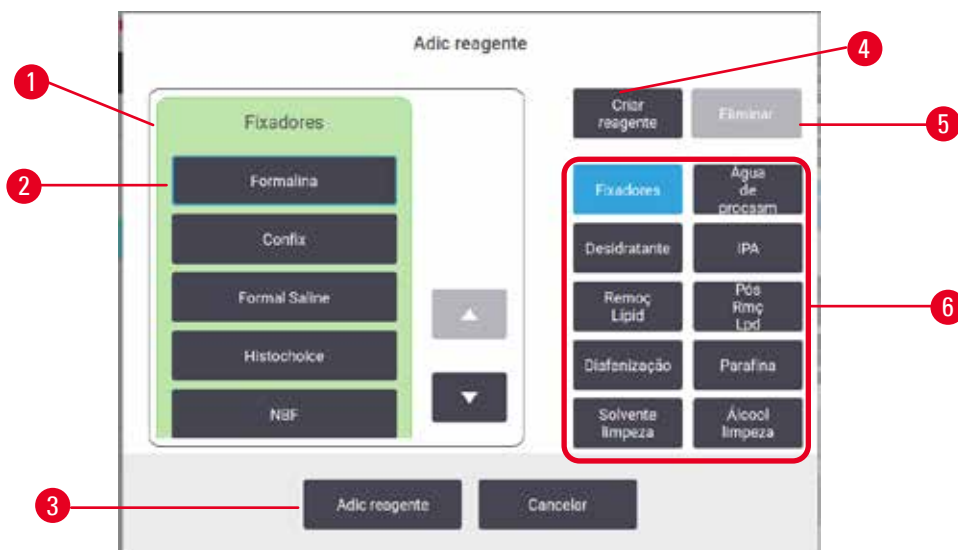 Adic reagente
4
1
Fixadores
Criar
reagente
Eliminar
5
2
Formalina
Fixadores
Água
de
procssm
Confix
Desidratante
IPA
Formal Saline
Remoç
Lipid
Pós
Rmç
Lpd
6
Histochoice
Diafanização
Parafina
NBF
Solvente
limpeza
Álcool
limpeza
3
Adic reagente
Cancelar